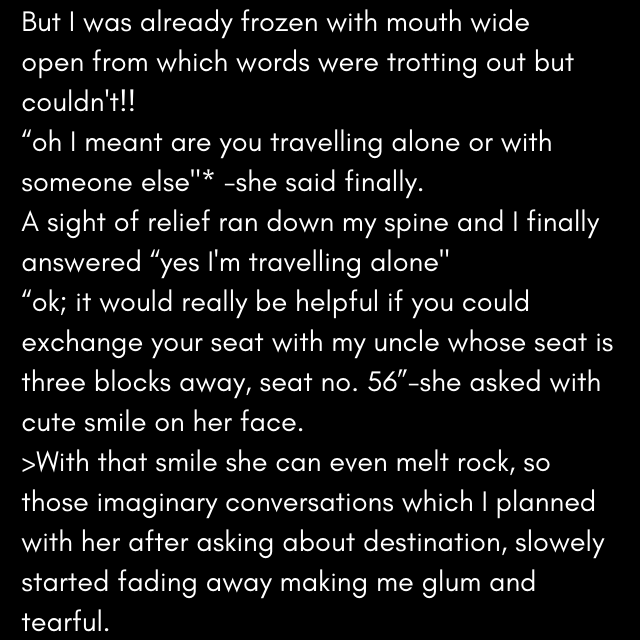 But I was already frozen with mouth wide
open from which words were trotting out but
couldn't!!
“oh I meant are you travelling alone or with
someone else"* -she said finally.
A sight of relief ran down my spine and I finally
answered “yes I'm travelling alone"
“ok; it would really be helpful if you could
exchange your seat with my uncle whose seat is
three blocks away, seat no. 56”-she asked with
cute smile on her face.
>With that smile she can even melt rock, so
those imaginary conversations which I planned
with her after asking about destination, slowely
started fading away making me glum and
tearful.